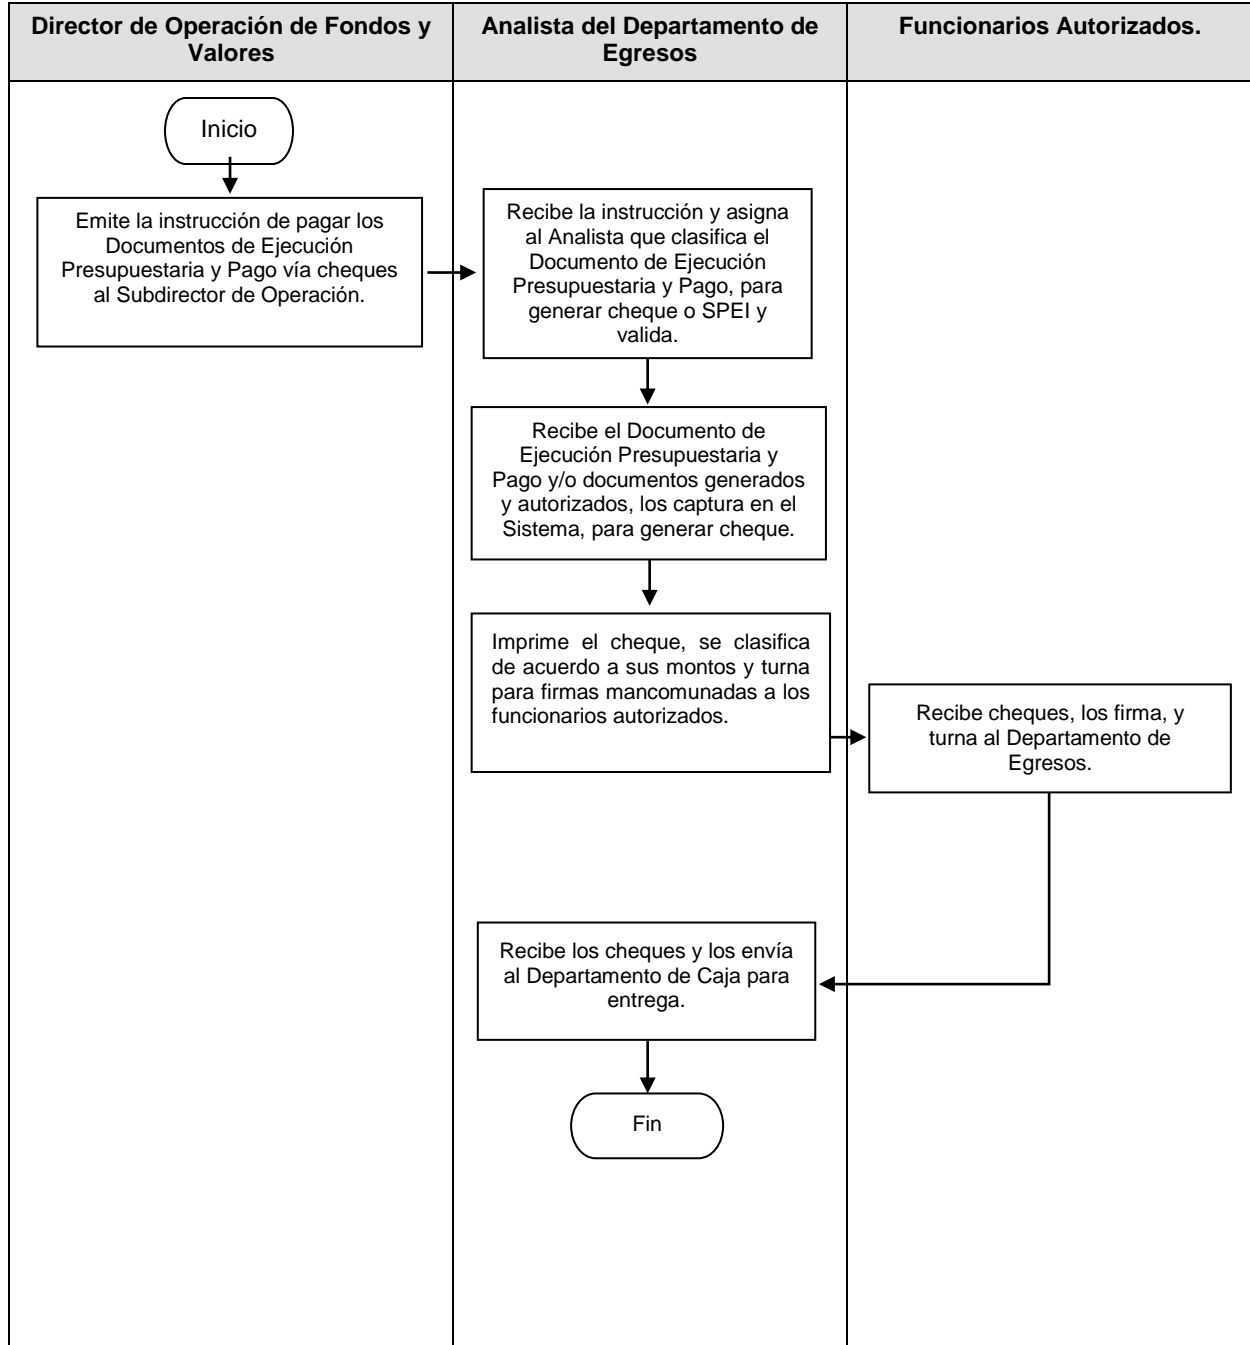 Director de Operación de Fondos y
Valores
Analista del Departamento de
Egresos
Funcionarios Autorizados.
Inicio
Emite la instrucción de pagar los
Documentos de Ejecución
Presupuestaria y Pago vía cheques
al Subdirector de Operación.
Recibe la instrucción y asigna
al Analista que clasifica el
Documento de Ejecución
Presupuestaria y Pago, para
generar cheque o SPEI y
valida.
Recibe el Documento de
Ejecución Presupuestaria y
Pago y/o documentos generados
y autorizados, los captura en el
Sistema, para generar cheque.
Imprime el cheque, se clasifica
de acuerdo a sus montos y turna
para firmas mancomunadas a los
funcionarios autorizados.
Recibe cheques, los firma, y
turna al Departamento de
Egresos.
Recibe los cheques y los envía
al Departamento de Caja para
entrega.
Fin